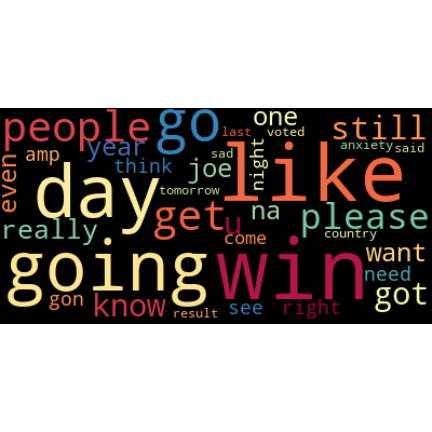 people go one still
last voted
year anxiety said
even amp think sad night
joe like
day tomorrow
really get u na please
come country
going win want
need
gon know see right got
result